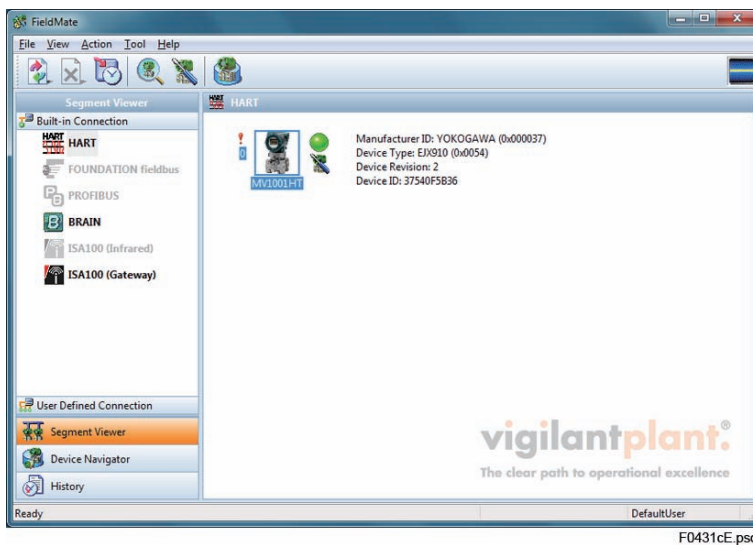 FieldMate
File View Action Tool Help
Segment Viewer
HART
Built-in Connection
HART
HART
FOUNDATION fieldbus
PROFIBUS
BRAIN
ISA100 (Infrared)
ISA100 (Gateway)
0
MV1001HT
Manufacturer ID: YOKOGAWA (0x000037)
Device Type: EJX910 (0x0054)
Device Revision: 2
Device ID: 37540F5B36
User Defined Connection
Segment Viewer
Device Navigator
History
vigilantplant.®
The clear path to operational excellence
Ready
DefaultUser
F0431cE.psd